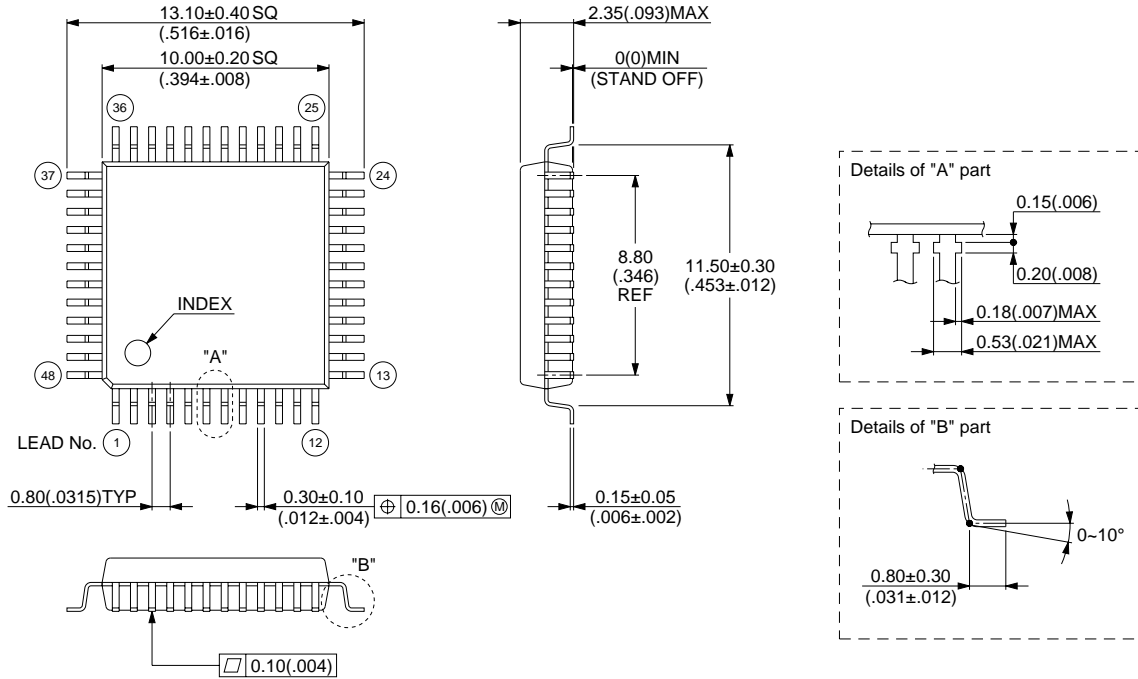 13.10±0.40 SQ
(.516±.016)
10.00±0.20 SQ
(.394±.008)
36
25
37
24
INDEX
"A"
48
13
LEAD No.
1
12
0.80(.0315)TYP
0.30±0.10
(.012±.004)
⌖ 0.16(.006) Ⓜ
"B"
⏥ 0.10(.004)
2.35(.093)MAX
0(0)MIN
(STAND OFF)
8.80
(.346)
REF
11.50±0.30
(.453±.012)
0.15±0.05
(.006±.002)
Details of "A" part
0.15(.006)
0.20(.008)
0.18(.007)MAX
0.53(.021)MAX
Details of "B" part
0~10°
0.80±0.30
(.031±.012)